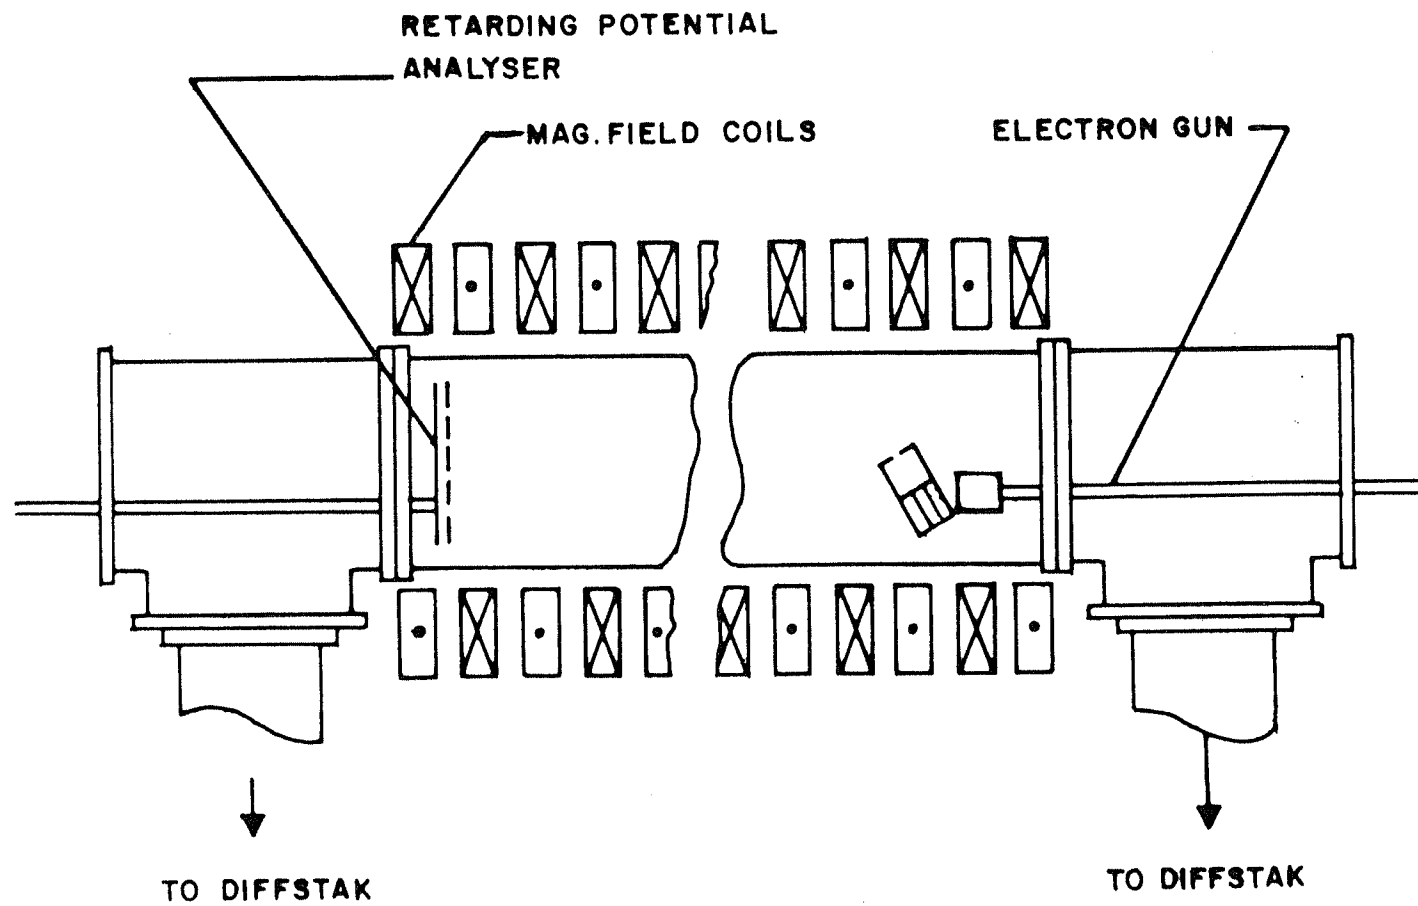 RETARDING POTENTIAL
ANALYSER
MAG. FIELD COILS
ELECTRON GUN
TO DIFFSTAK
TO DIFFSTAK